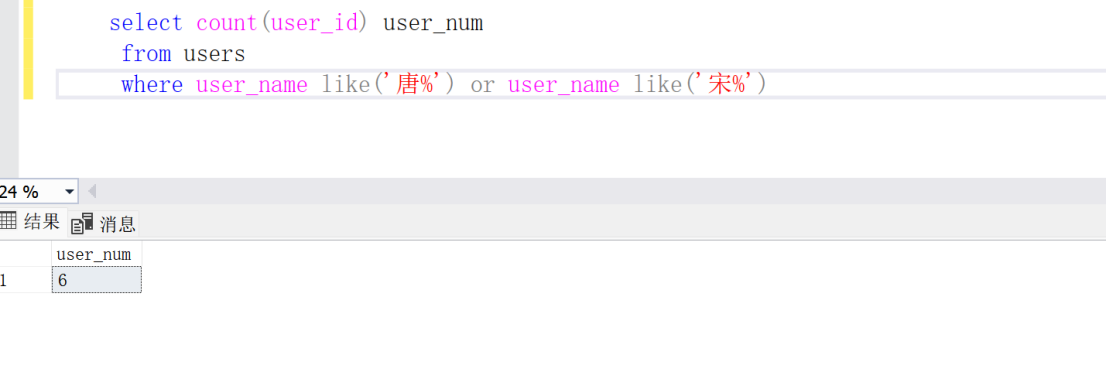 select count(user_id) user_num
from users
where user_name like('唐%') or user_name like('宋%')
24 %
结果 消息
user_num
1 6